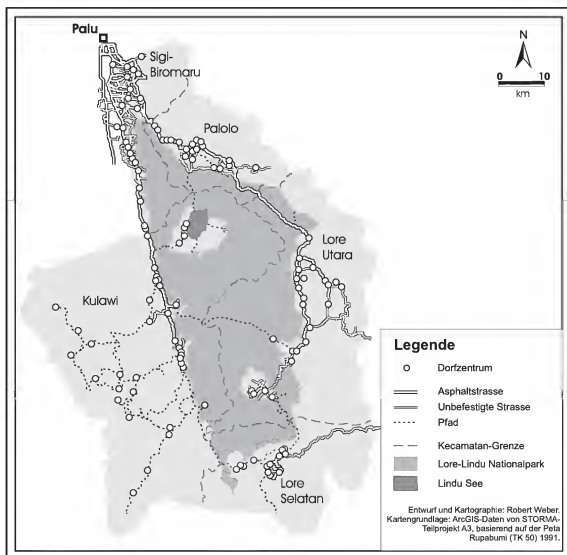 Palu
Sigi-
Biromaru
N
0 10
km
Palolo
Lore
Utara
Kulawi
Lore
Selatan
Legende
Dorfzentrum
Asphaltstrasse
Unbefestigte Strasse
Pfad
Kecamatan-Grenze
Lore-Lindu Nationalpark
Lindu See
Entwurf und Kartographie: Robert Weber.
Kartengrundlage: ArcGIS-Daten von STORMA-
Teilprojekt A3, basierend auf der Peta
Rupabumi (TK 50) 1991.